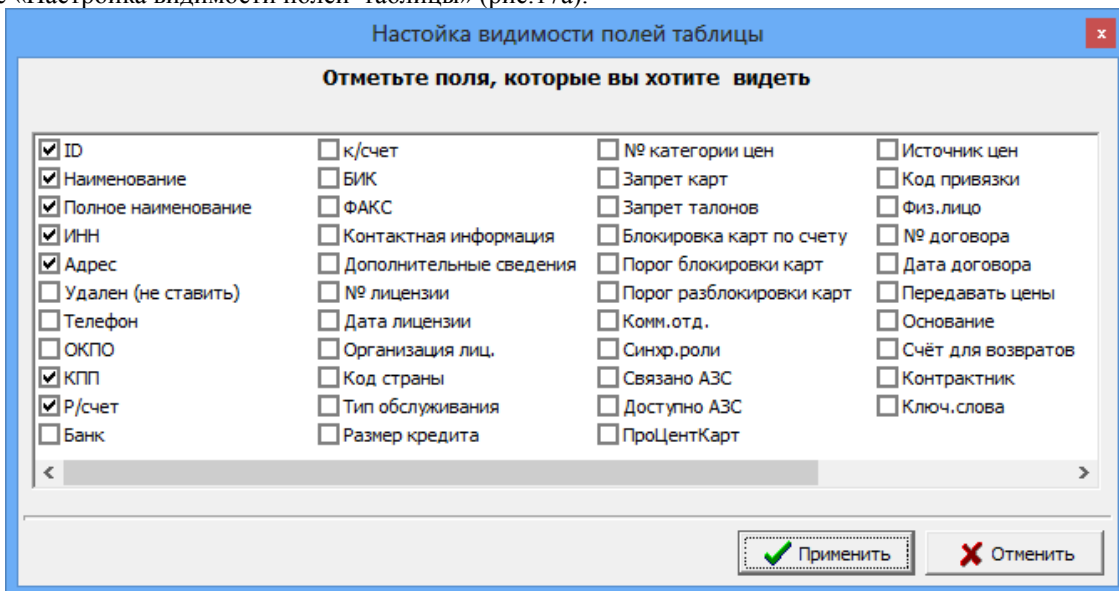 «Настройка видимости полей таблицы» (рис.17а).
Настойка видимости полей таблицы
x
Отметьте поля, которые вы хотите видеть
ID
Наименование
Полное наименование
ИНН
Адрес
Удален (не ставить)
Телефон
ОКПО
КПП
Р/счет
Банк
к/счет
БИК
ФАКС
Контактная информация
Дополнительные сведения
№ лицензии
Дата лицензии
Организация лиц.
Код страны
Тип обслуживания
Размер кредита
№ категории цен
Запрет карт
Запрет талонов
Блокировка карт по счету
Порог блокировки карт
Порог разблокировки карт
Комм.отд.
Синхр.роли
Связано АЗС
Доступно АЗС
ПроЦентКарт
Источник цен
Код привязки
Физ.лицо
№ договора
Дата договора
Передавать цены
Основание
Счёт для возвратов
Контрактник
Ключ.слова
Применить
Отменить